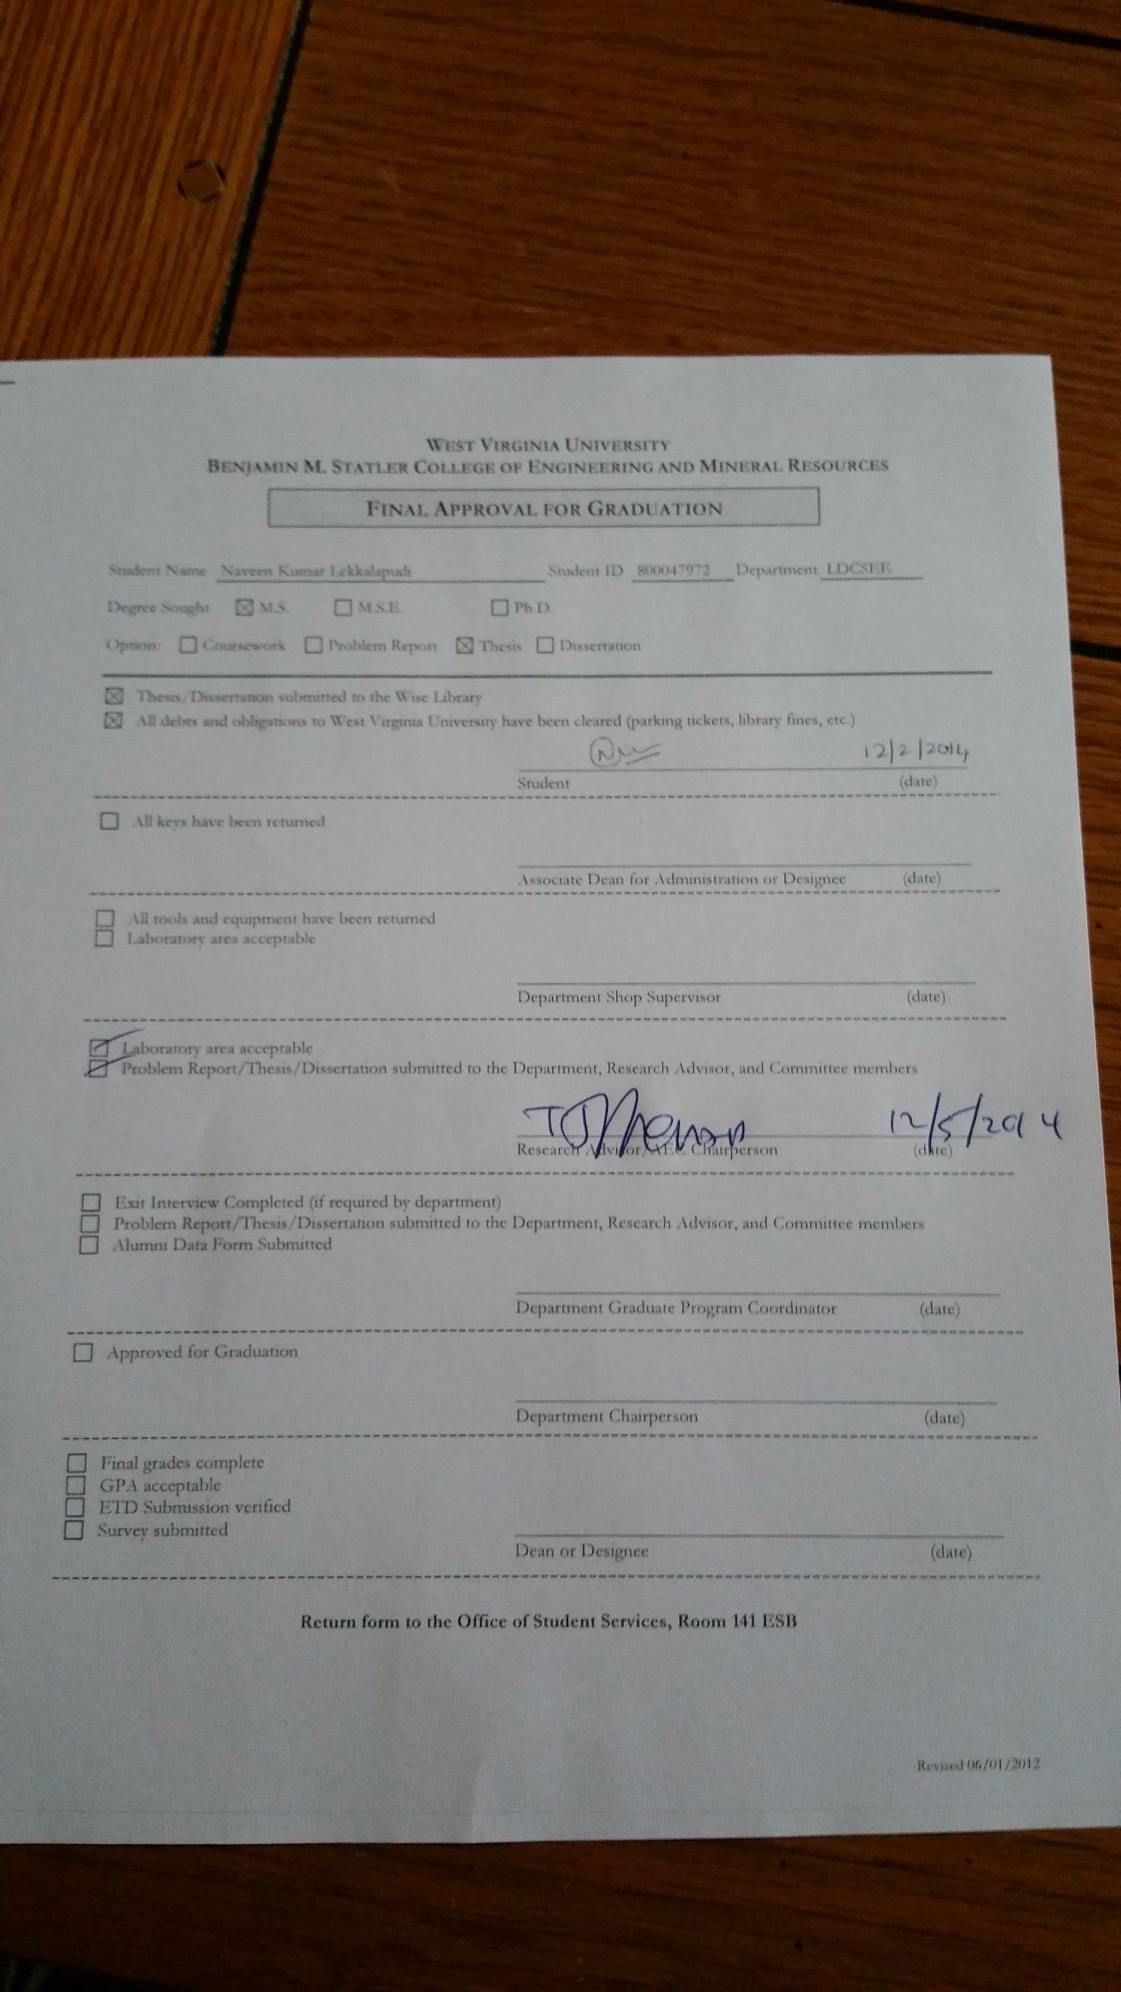 WEST VIRGINIA UNIVERSITY
BENJAMIN M. STATLER COLLEGE OF ENGINEERING AND MINERAL RESOURCES
FINAL APPROVAL FOR GRADUATION
Student Name Naveen Kumar Lekkalapudi Student ID 800047972 Department LDCSEE
Degree Sought M.S. M.S.E. Ph.D.
Option: Coursework Problem Report Thesis Dissertation
Thesis/Dissertation submitted to the Wise Library
All debts and obligations to West Virginia University have been cleared (parking tickets, library fines, etc.)
12/2/2014
Student (date)
All keys have been returned
Associate Dean for Administration or Designee (date)
All tools and equipment have been returned
Laboratory area acceptable
Department Shop Supervisor (date)
Laboratory area acceptable
Problem Report/Thesis/Dissertation submitted to the Department, Research Advisor, and Committee members
12/5/2014
Research Advisor/AEC Chairperson (date)
Exit Interview Completed (if required by department)
Problem Report/Thesis/Dissertation submitted to the Department, Research Advisor, and Committee members
Alumni Data Form Submitted
Department Graduate Program Coordinator (date)
Approved for Graduation
Department Chairperson (date)
Final grades complete
GPA acceptable
ETD Submission verified
Survey submitted
Dean or Designee (date)
Return form to the Office of Student Services, Room 141 ESB
Revised 06/01/2012